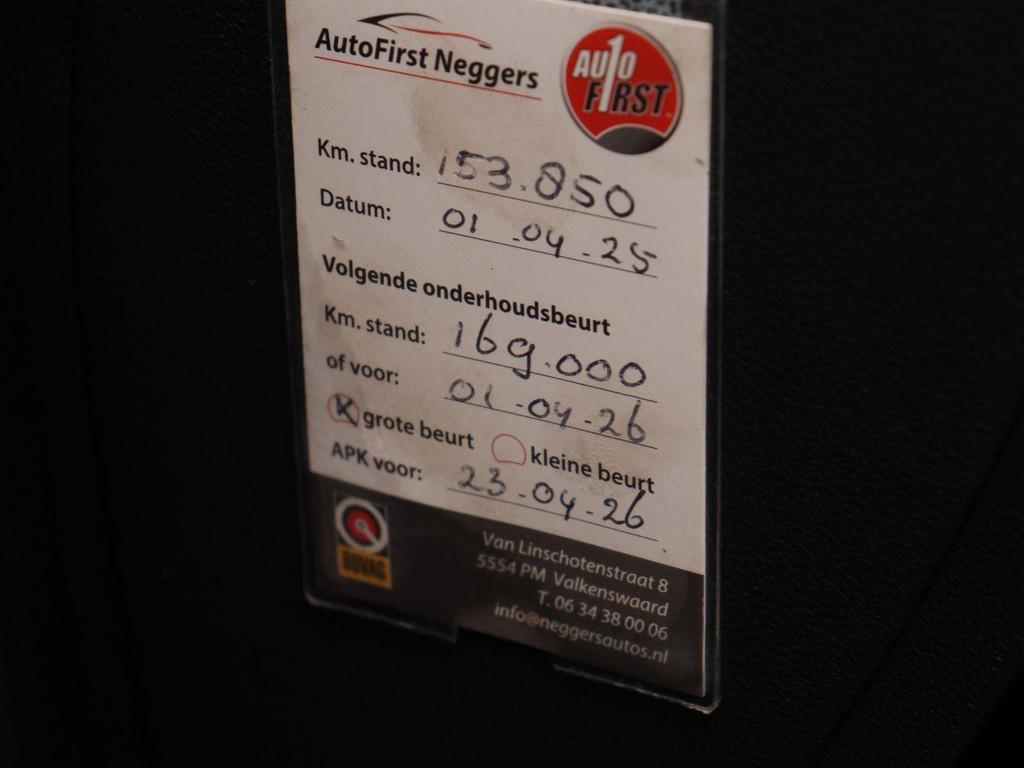 AutoFirst Neggers
AUTO
FIRST
Km. stand: 153.850
Datum: 01-04-25
Volgende onderhoudsbeurt
Km. stand: 169.000
of voor: 01-04-26
grote beurt kleine beurt
APK voor: 23-04-26
BOVAG
Van Linschotenstraat 8
5554 PM Valkenswaard
T. 06 34 38 00 06
info@neggersautos.nl